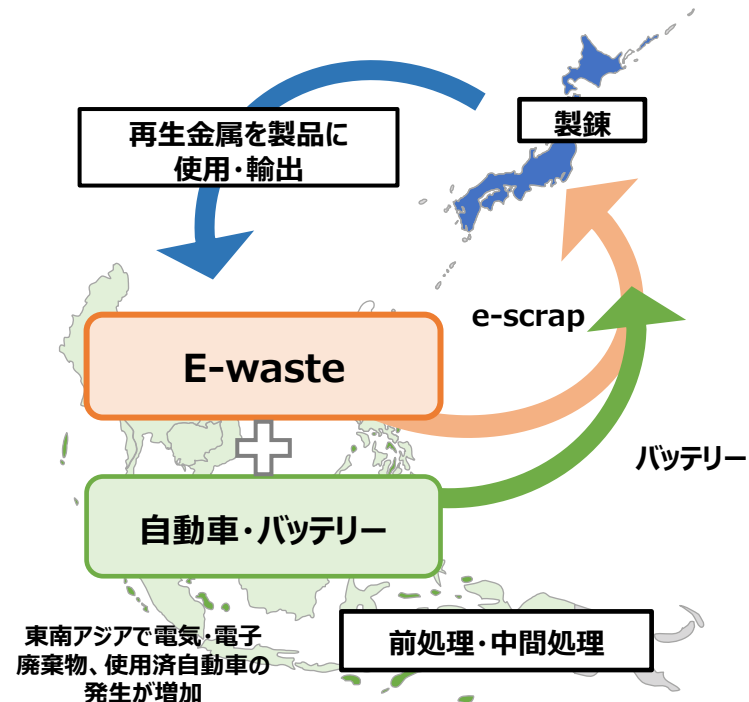 再生金属を製品に
使用・輸出
製錬
e-scrap
E-waste
バッテリー
自動車・バッテリー
東南アジアで電気・電子
廃棄物、使用済自動車の
発生が増加
前処理・中間処理